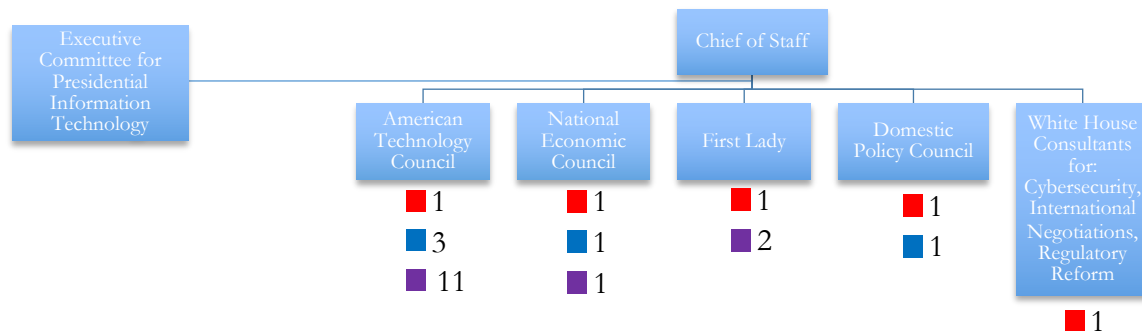 Executive
Committee for
Presidential
Information
Technology
Chief of Staff
American
Technology
Council
1
3
11
National
Economic
Council
1
1
1
First Lady
1
2
Domestic
Policy Council
1
1
White House
Consultants
for:
Cybersecurity,
International
Negotiations,
Regulatory
Reform
1